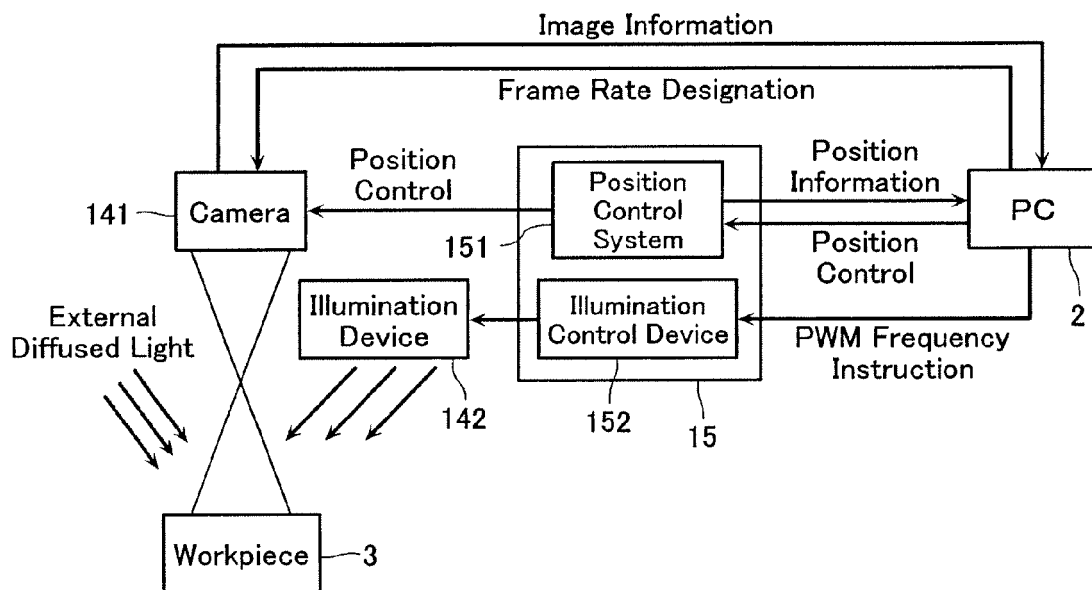 Image Information
Frame Rate Designation
Position
Control
Position
Information
141
Camera
Position
Control
System
151
PC
Position
Control
2
External
Diffused Light
Illumination
Device
Illumination
Control Device
PWM Frequency
Instruction
142
152
15
Workpiece
3